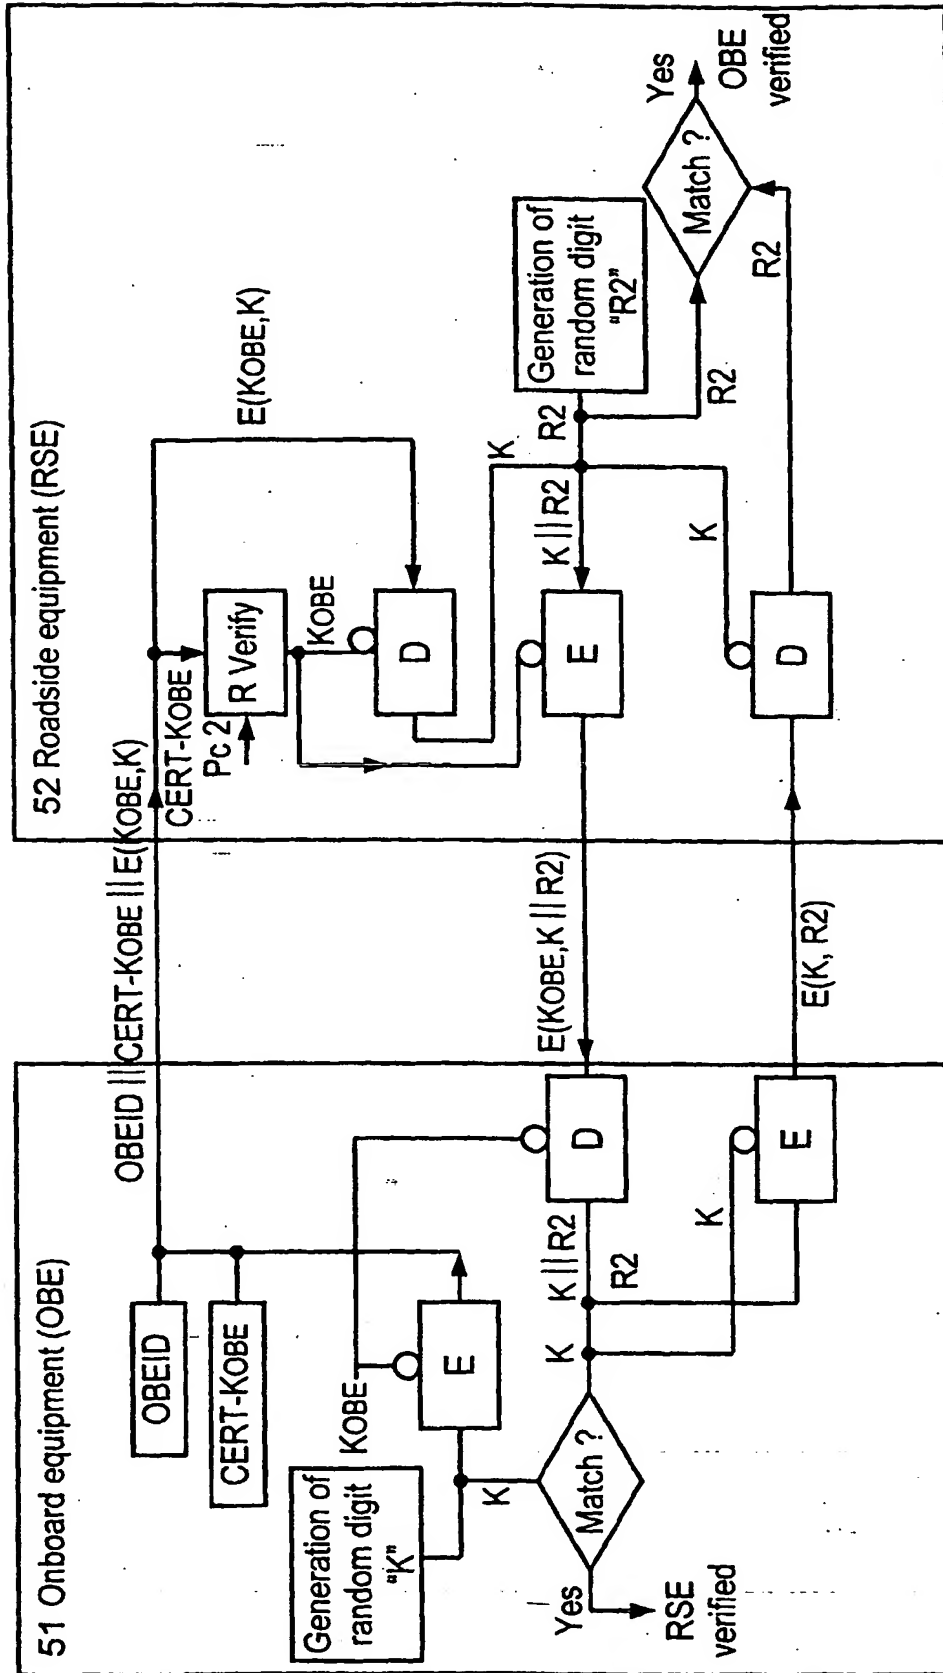 51 Onboard equipment (OBE)
OBEID
CERT-KOBE
Generation of
random digit
"K"
KOBE
E
K
Match ?
Yes
RSE
verified
K
K || R2
R2
D
K
E
OBEID || CERT-KOBE || E(KOBE,K)
E(KOBE,K || R2)
E(K, R2)
52 Roadside equipment (RSE)
CERT-KOBE
Pc 2
R Verify
KOBE
D
E(KOBE,K)
K
E
K || R2
R2
Generation of
random digit
"R2"
R2
K
D
R2
Match ?
Yes
OBE
verified